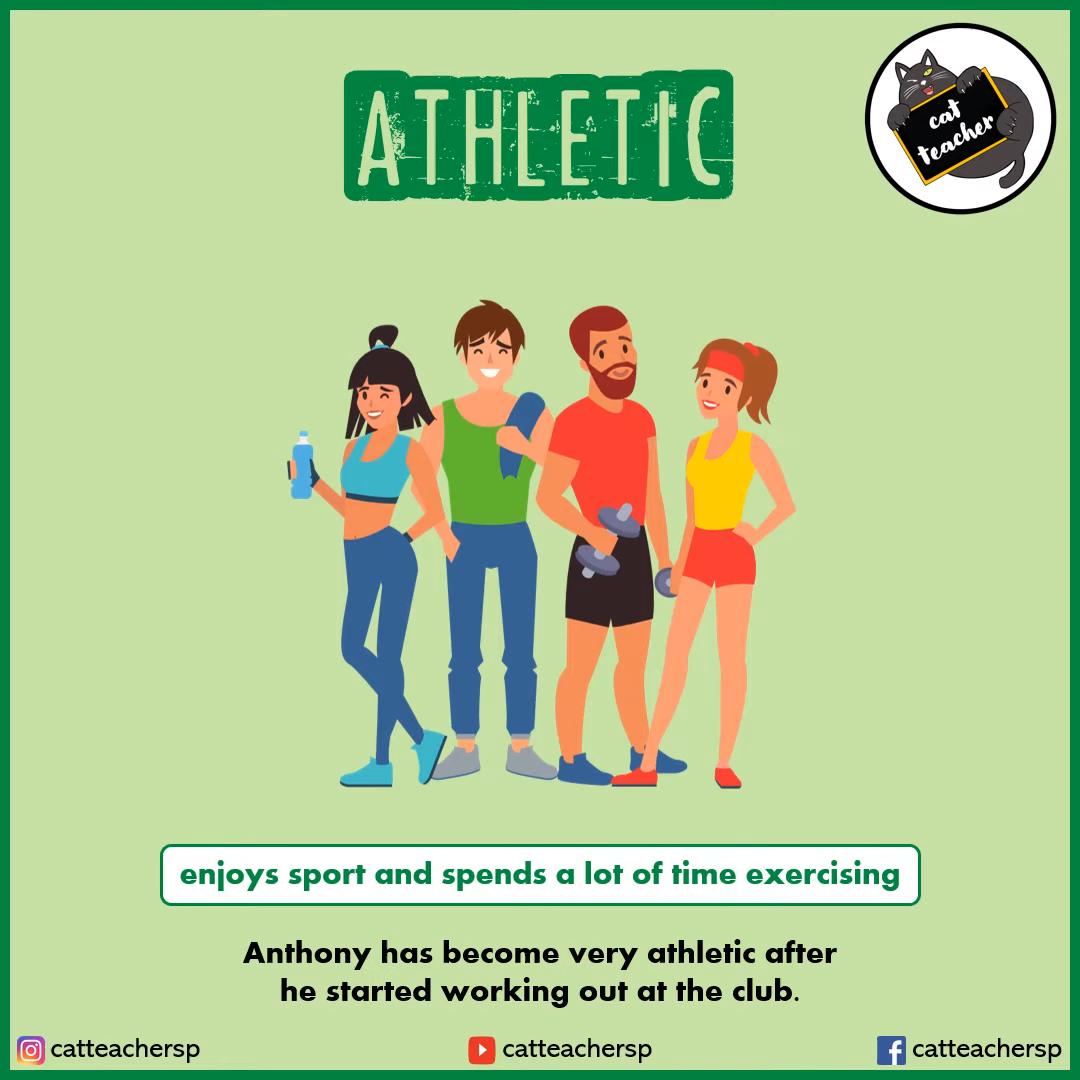 ATHLETIC
cat
teacher
enjoys sport and spends a lot of time exercising
Anthony has become very athletic after
he started working out at the club.
catteachersp
catteachersp
catteachersp